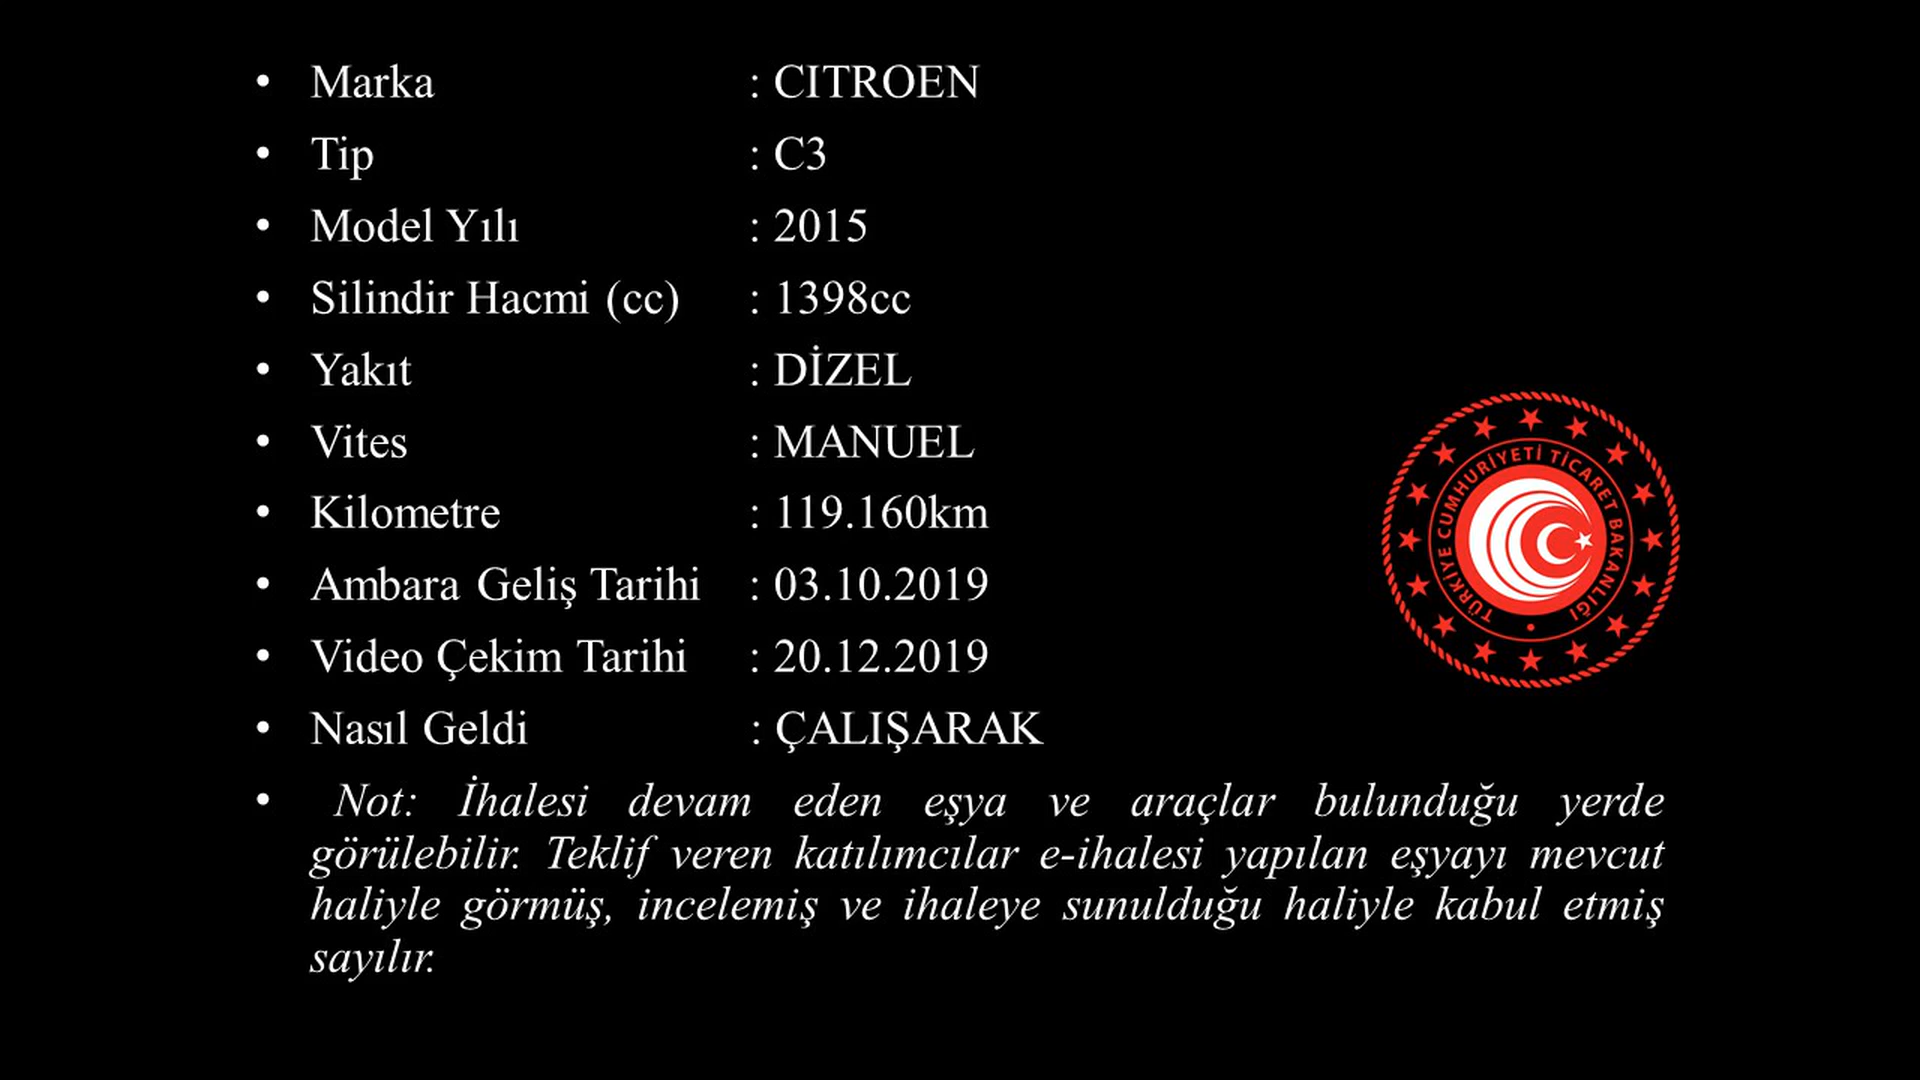 • Marka : CITROEN
• Tip : C3
• Model Yılı : 2015
• Silindir Hacmi (cc) : 1398cc
• Yakıt : DİZEL
• Vites : MANUEL
• Kilometre : 119.160km
• Ambara Geliş Tarihi : 03.10.2019
• Video Çekim Tarihi : 20.12.2019
• Nasıl Geldi : ÇALIŞARAK
• Not: İhalesi devam eden eşya ve araçlar bulunduğu yerde
görülebilir. Teklif veren katılımcılar e-ihalesi yapılan eşyayı mevcut
haliyle görmüş, incelemiş ve ihaleye sunulduğu haliyle kabul etmiş
sayılır.
TÜRKİYE CUMHURİYETİ TİCARET BAKANLIĞI